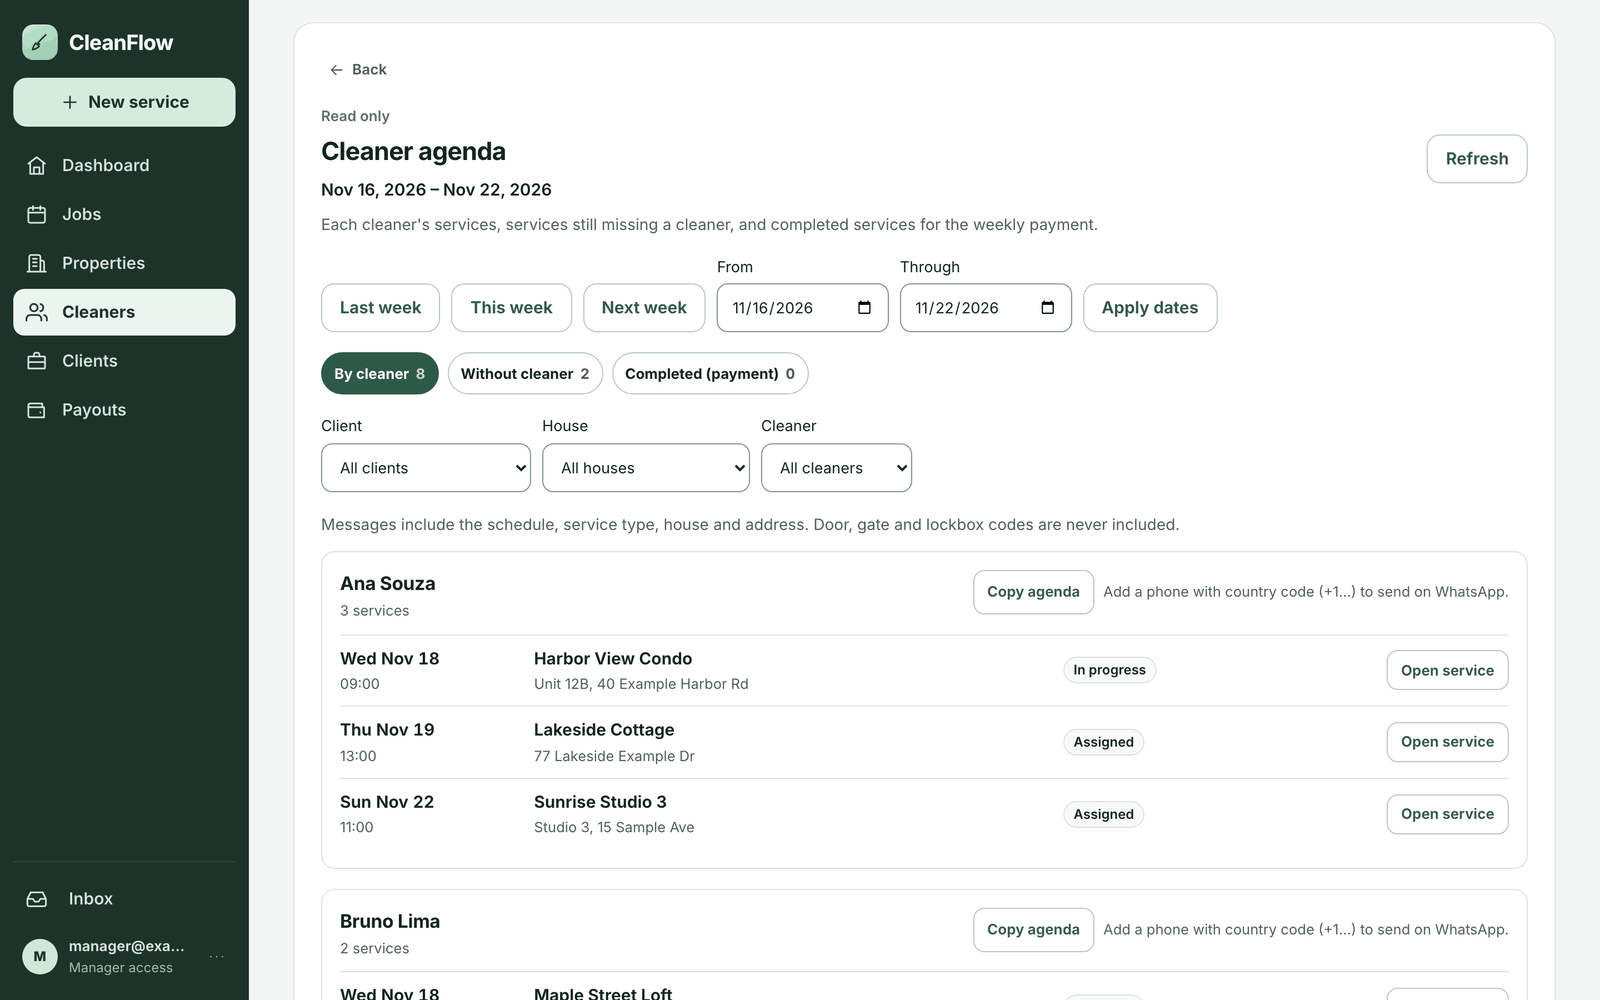 CleanFlow
New service
Dashboard
Jobs
Properties
Cleaners
Clients
Payouts
Inbox
M
manager@exa...
Manager access
...
Back
Read only
Cleaner agenda
Refresh
Nov 16, 2026 – Nov 22, 2026
Each cleaner's services, services still missing a cleaner, and completed services for the weekly payment.
From
Through
Last week
This week
Next week
11/16/2026
11/22/2026
Apply dates
By cleaner 8
Without cleaner 2
Completed (payment) 0
Client
House
Cleaner
All clients
All houses
All cleaners
Messages include the schedule, service type, house and address. Door, gate and lockbox codes are never included.
Ana Souza
3 services
Copy agenda
Add a phone with country code (+1...) to send on WhatsApp.
Wed Nov 18
09:00
Harbor View Condo
Unit 12B, 40 Example Harbor Rd
In progress
Open service
Thu Nov 19
13:00
Lakeside Cottage
77 Lakeside Example Dr
Assigned
Open service
Sun Nov 22
11:00
Sunrise Studio 3
Studio 3, 15 Sample Ave
Assigned
Open service
Bruno Lima
2 services
Copy agenda
Add a phone with country code (+1...) to send on WhatsApp.
Wed Nov 18
Maple Street Loft